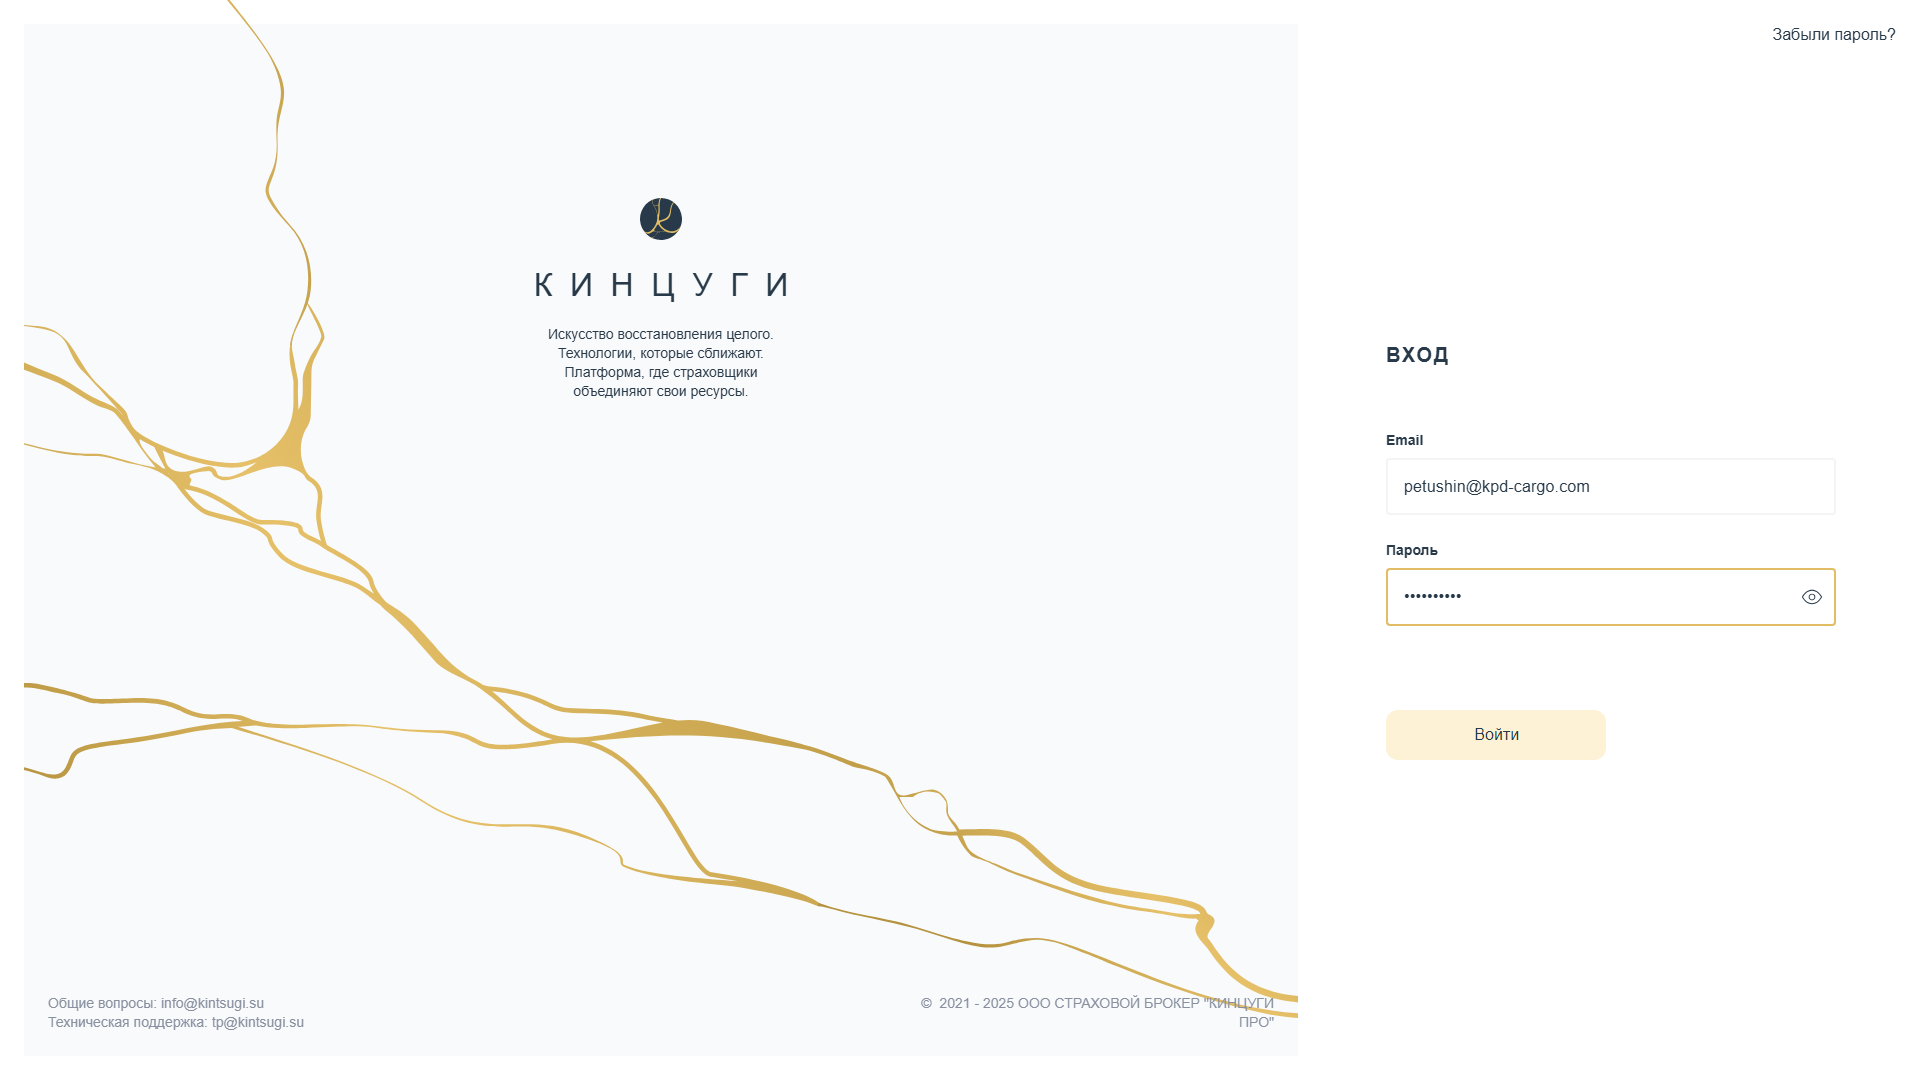 Забыли пароль?
КИНЦУГИ
Искусство восстановления целого.
Технологии, которые сближают.
Платформа, где страховщики
объединяют свои ресурсы.
ВХОД
Email
petushin@kpd-cargo.com
Пароль
••••••••••
Войти
Общие вопросы: info@kintsugi.su
Техническая поддержка: tp@kintsugi.su
© 2021 - 2025 ООО СТРАХОВОЙ БРОКЕР "КИНЦУГИ
ПРО"